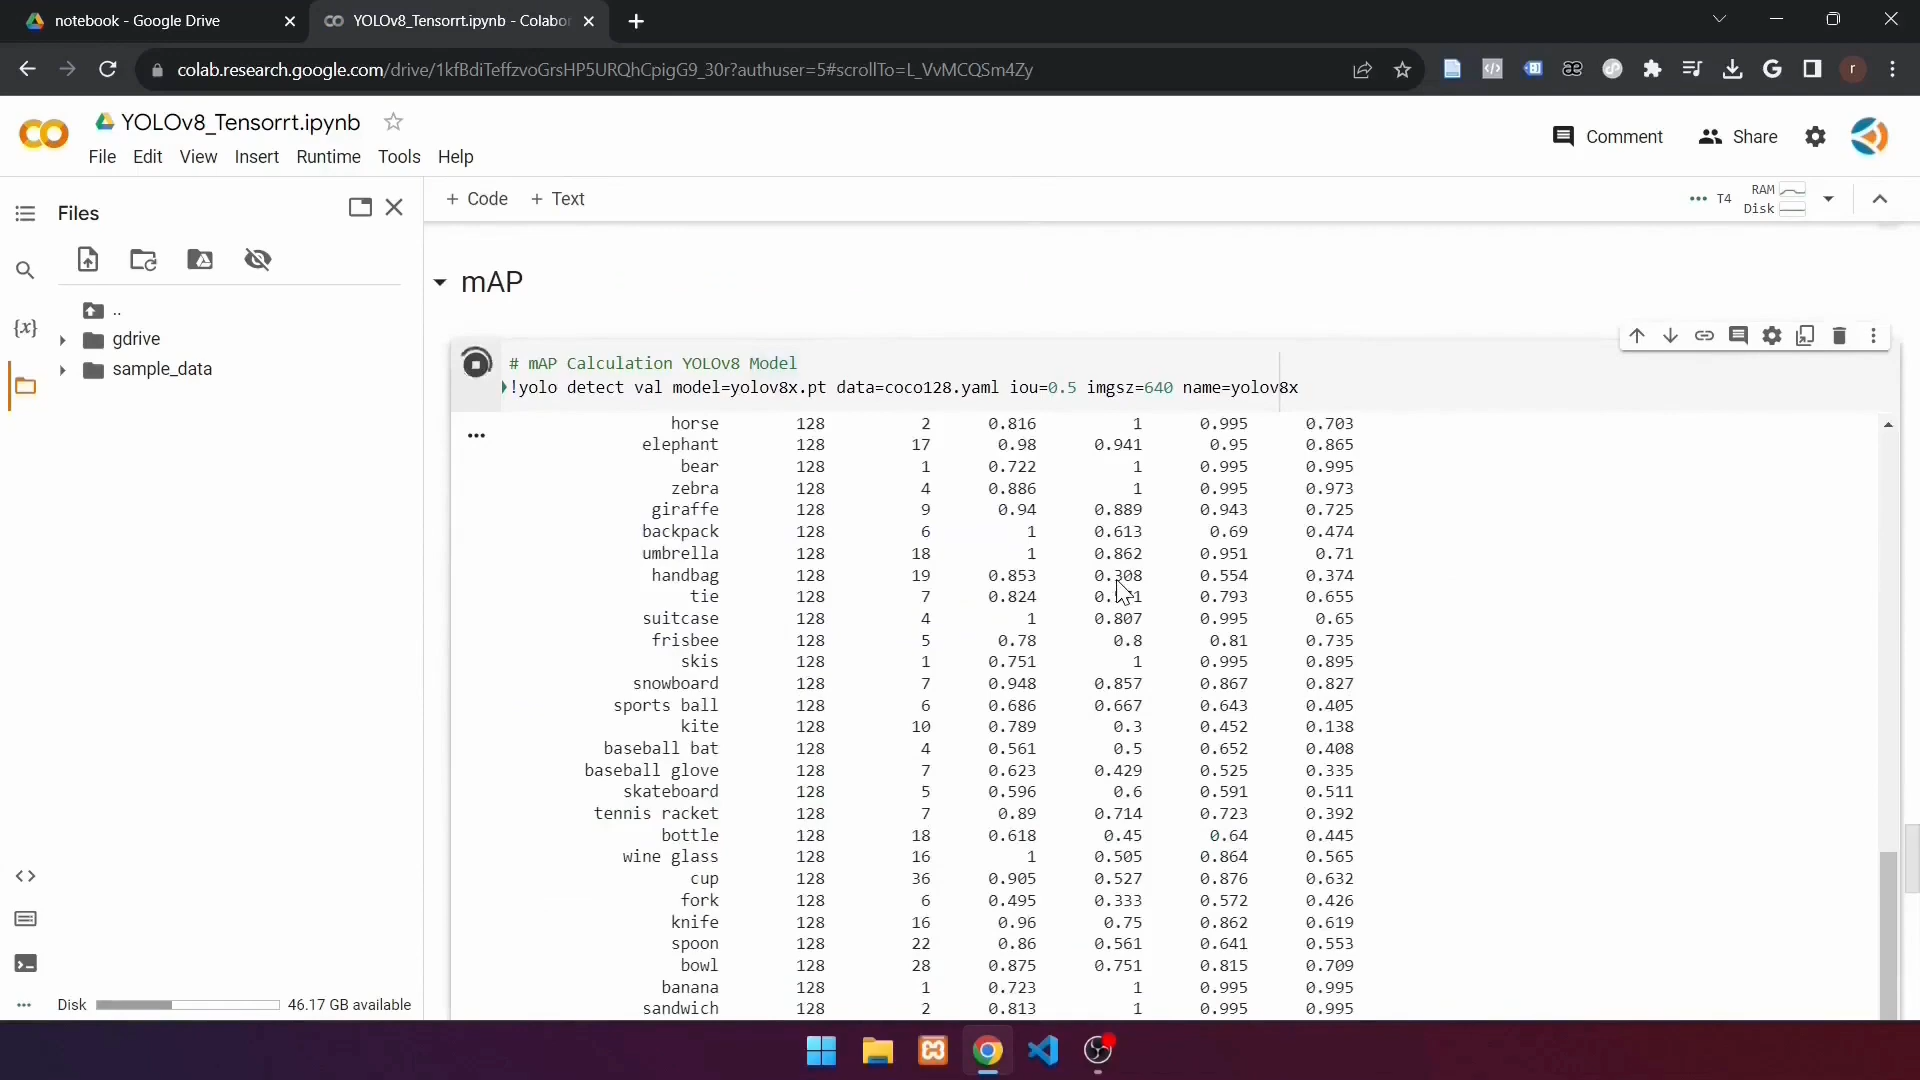 notebook - Google Drive
YOLOv8_Tensorrt.ipynb - Colabor
colab.research.google.com/drive/1kfBdiTeffzvoGrsHP5URQhCpigG9_30r?authuser=5#scrollTo=L_VvMCQSm4Zy
r
YOLOv8_Tensorrt.ipynb
Comment
Share
File Edit View Insert Runtime Tools Help
Files
+ Code + Text
T4
RAM
Disk
..
gdrive
sample_data
{x}
mAP
# mAP Calculation YOLOv8 Model
!yolo detect val model=yolov8x.pt data=coco128.yaml iou=0.5 imgsz=640 name=yolov8x
horse 128 2 0.816 1 0.995 0.703
elephant 128 17 0.98 0.941 0.95 0.865
bear 128 1 0.722 1 0.995 0.995
zebra 128 4 0.886 1 0.995 0.973
giraffe 128 9 0.94 0.889 0.943 0.725
backpack 128 6 1 0.613 0.69 0.474
umbrella 128 18 1 0.862 0.951 0.71
handbag 128 19 0.853 0.308 0.554 0.374
tie 128 7 0.824 0.793 0.655
suitcase 128 4 1 0.807 0.995 0.65
frisbee 128 5 0.78 0.8 0.81 0.735
skis 128 1 0.751 1 0.995 0.895
snowboard 128 7 0.948 0.857 0.867 0.827
sports ball 128 6 0.686 0.667 0.643 0.405
kite 128 10 0.789 0.3 0.452 0.138
baseball bat 128 4 0.561 0.5 0.652 0.408
baseball glove 128 7 0.623 0.429 0.525 0.335
skateboard 128 5 0.596 0.6 0.591 0.511
tennis racket 128 7 0.89 0.714 0.723 0.392
bottle 128 18 0.618 0.45 0.64 0.445
wine glass 128 16 1 0.505 0.864 0.565
cup 128 36 0.905 0.527 0.876 0.632
fork 128 6 0.495 0.333 0.572 0.426
knife 128 16 0.96 0.75 0.862 0.619
spoon 128 22 0.86 0.561 0.641 0.553
bowl 128 28 0.875 0.751 0.815 0.709
banana 128 1 0.723 1 0.995 0.995
sandwich 128 2 0.813 1 0.995 0.995
Disk 46.17 GB available